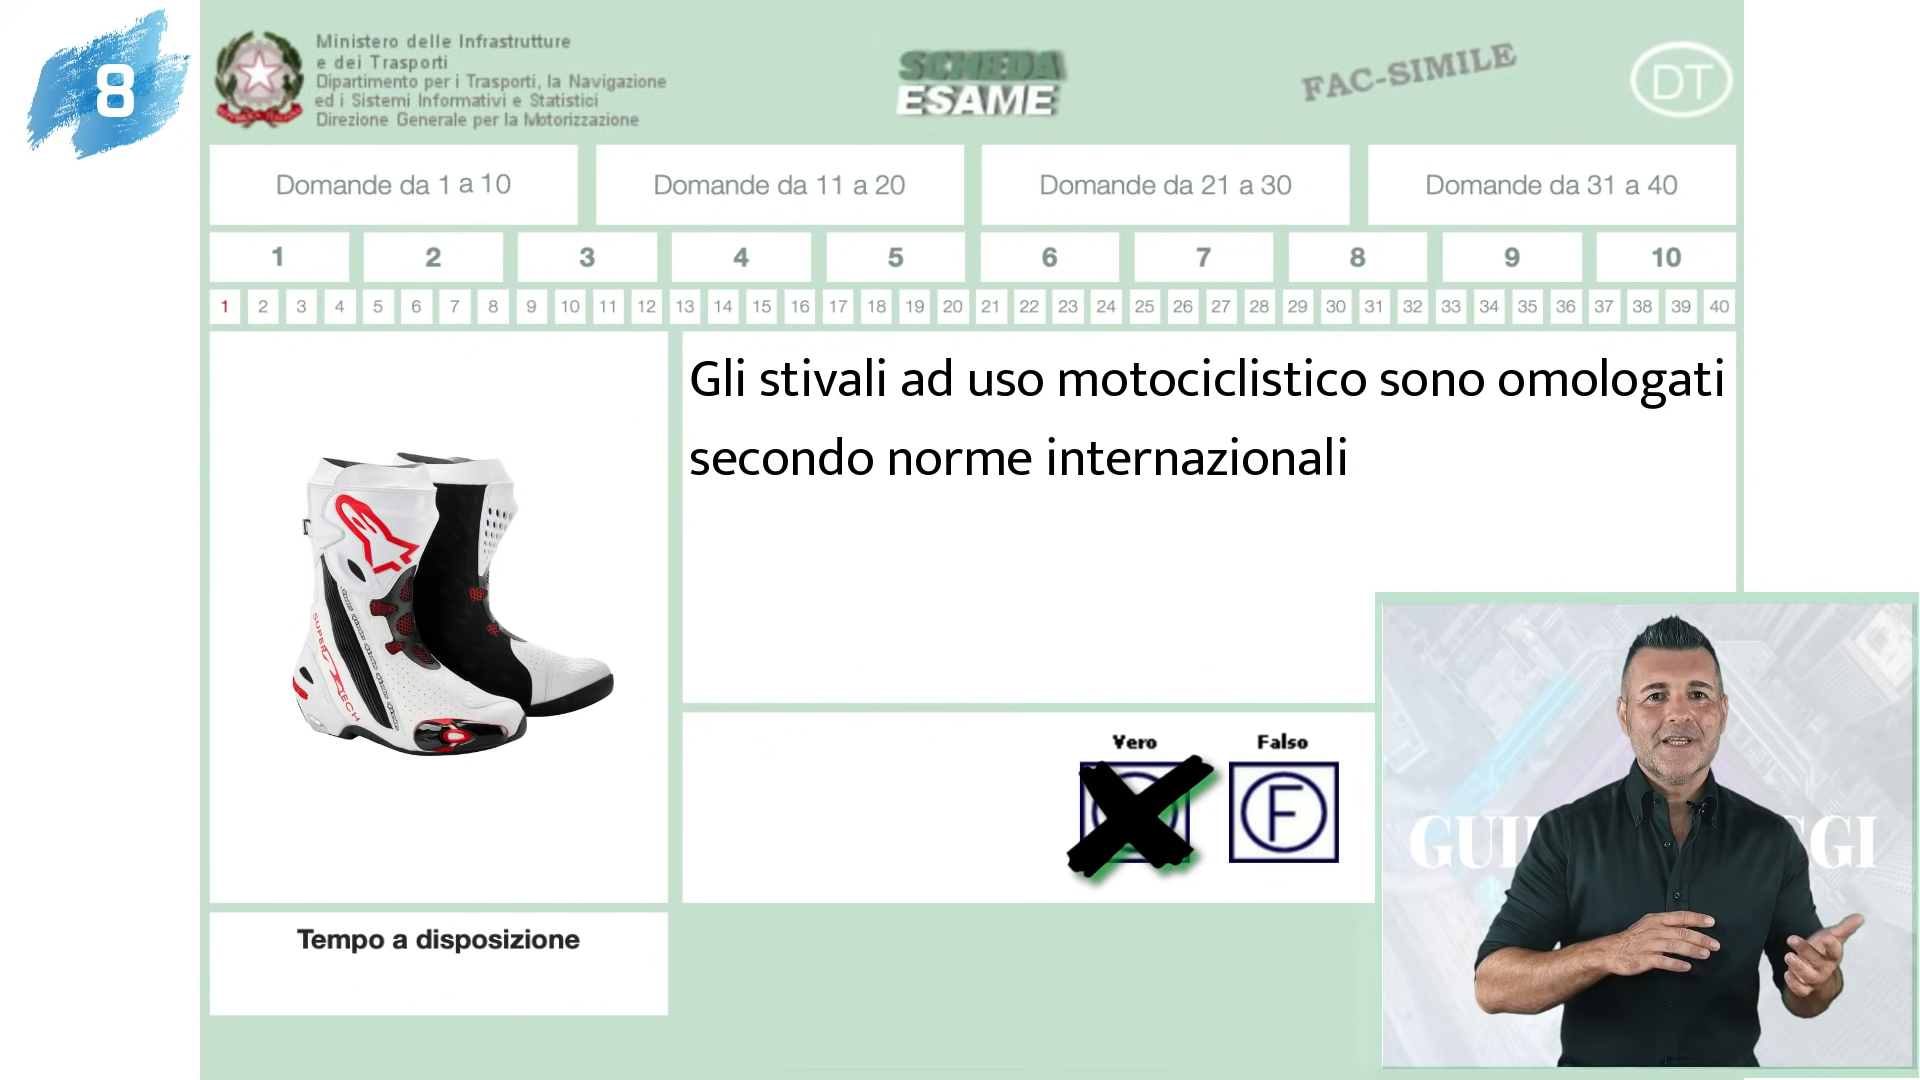 8
Ministero delle Infrastrutture
e dei Trasporti
Dipartimento per i Trasporti, la Navigazione
ed i Sistemi Informativi e Statistici
Direzione Generale per la Motorizzazione
SCHEDA
ESAME
FAC-SIMILE
DT
Domande da 1 a 10
Domande da 11 a 20
Domande da 21 a 30
Domande da 31 a 40
1 2 3 4 5 6 7 8 9 10
1 2 3 4 5 6 7 8 9 10 11 12 13 14 15 16 17 18 19 20 21 22 23 24 25 26 27 28 29 30 31 32 33 34 35 36 37 38 39 40
Gli stivali ad uso motociclistico sono omologati
secondo norme internazionali
SUPER
TECH
Vero
Falso
F
Tempo a disposizione